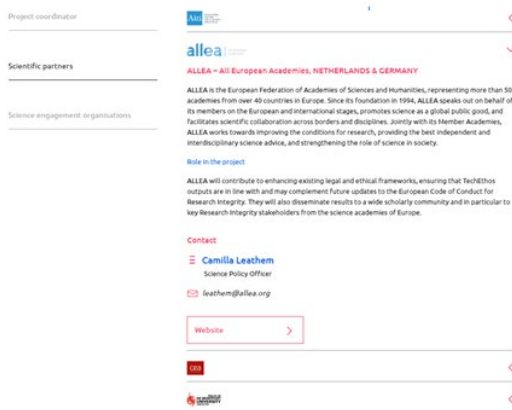 Project coordinator
Scientific partners
Science engagement organisations
allea
ALLEA – All European Academies, NETHERLANDS & GERMANY
ALLEA is the European Federation of Academies of Sciences and Humanities, representing more than 50
academies from over 40 countries in Europe. Since its foundation in 1994, ALLEA speaks out on behalf of
its members on the European and international stages, promotes science as a global public good, and
facilitates scientific collaboration across borders and disciplines. Jointly with its Member Academies,
ALLEA works towards improving the conditions for research, providing the best independent and
interdisciplinary science advice, and strengthening the role of science in society.
Role in the project
ALLEA will contribute to enhancing existing legal and ethical frameworks, ensuring that TechEthos
outputs are in line with and may complement future updates to the European Code of Conduct for
Research Integrity. They will also disseminate results to a wide scholarly community and in particular to
key Research Integrity stakeholders from the science academies of Europe.
Contact
Camilla Leathem
Science Policy Officer
leathem@allea.org
Website
UNIVERSITY